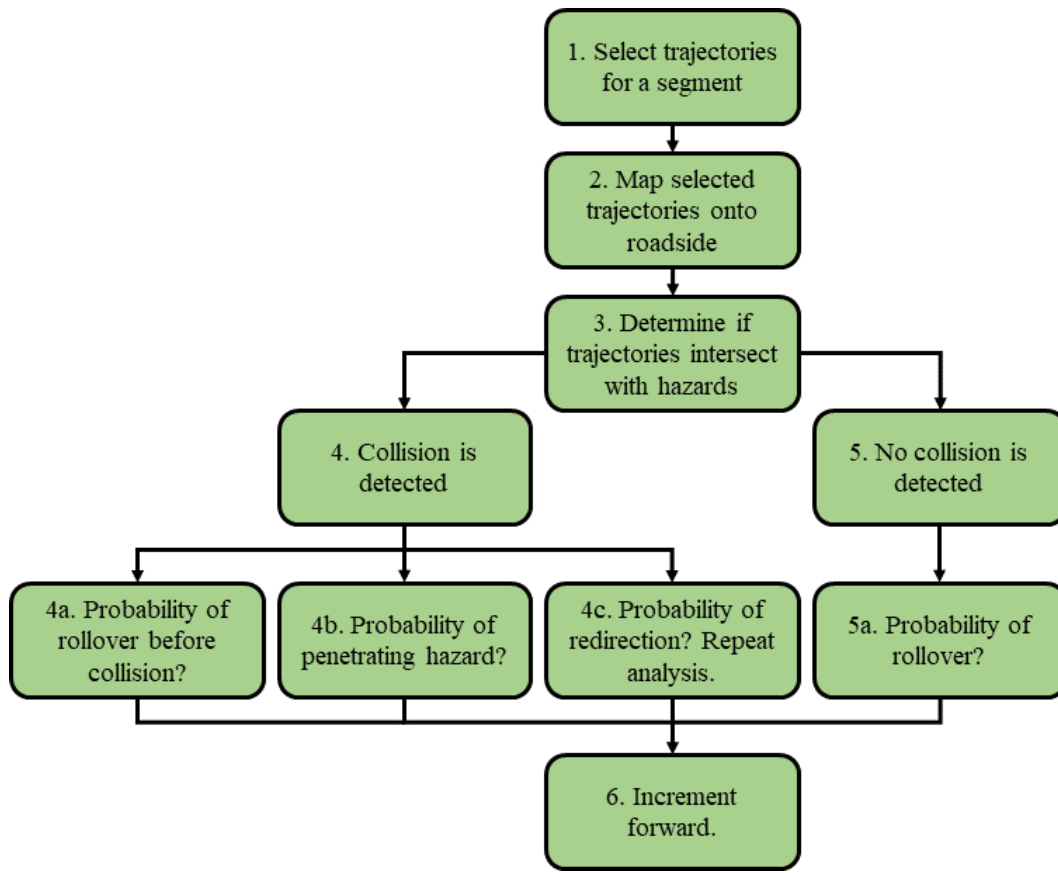 1. Select trajectories
for a segment
2. Map selected
trajectories onto
roadside
3. Determine if
trajectories intersect
with hazards
4. Collision is
detected
5. No collision is
detected
4a. Probability of
rollover before
collision?
4b. Probability of
penetrating hazard?
4c. Probability of
redirection? Repeat
analysis.
5a. Probability of
rollover?
6. Increment
forward.